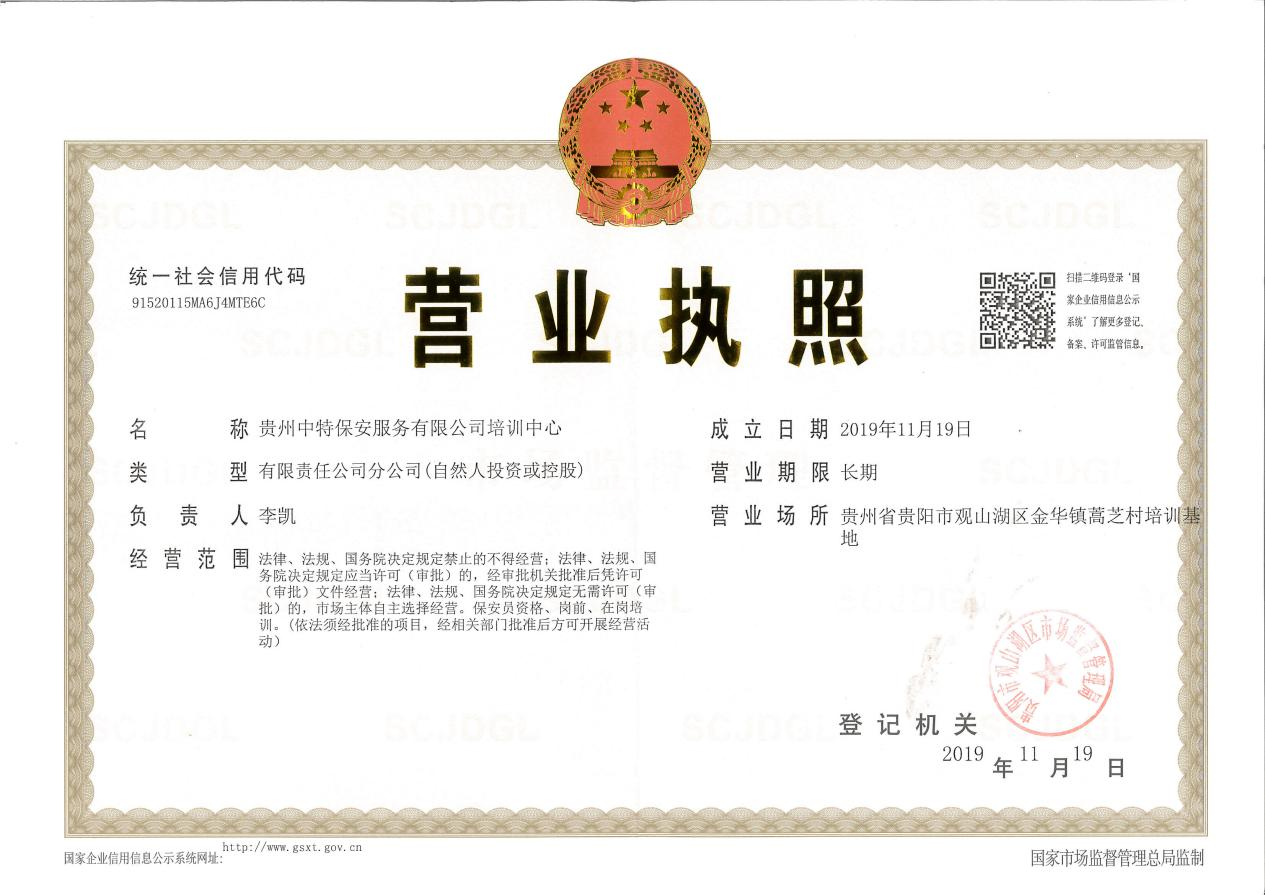 统一社会信用代码
91520115MA6J4MTE6C
营业执照
扫描二维码登录‘国
家企业信用信息公示
系统’了解更多登记、
备案、许可监管信息。
名称 贵州中特保安服务有限公司培训中心
类型 有限责任公司分公司(自然人投资或控股)
负责人 李凯
经营范围 法律、法规、国务院决定规定禁止的不得经营；法律、法规、国
务院决定规定应当许可（审批）的，经审批机关批准后凭许可
（审批）文件经营；法律、法规、国务院决定规定无需许可（审
批）的，市场主体自主选择经营。保安员资格、岗前、在岗培
训。(依法须经批准的项目，经相关部门批准后方可开展经营活
动)
成立日期 2019年11月19日
营业期限 长期
营业场所 贵州省贵阳市观山湖区金华镇蒿芝村培训基
地
贵阳市观山湖区市场监督管理局
登记机关
2019年11月19日
国家企业信用信息公示系统网址:http://www.gsxt.gov.cn
国家市场监督管理总局监制
SCJDGL